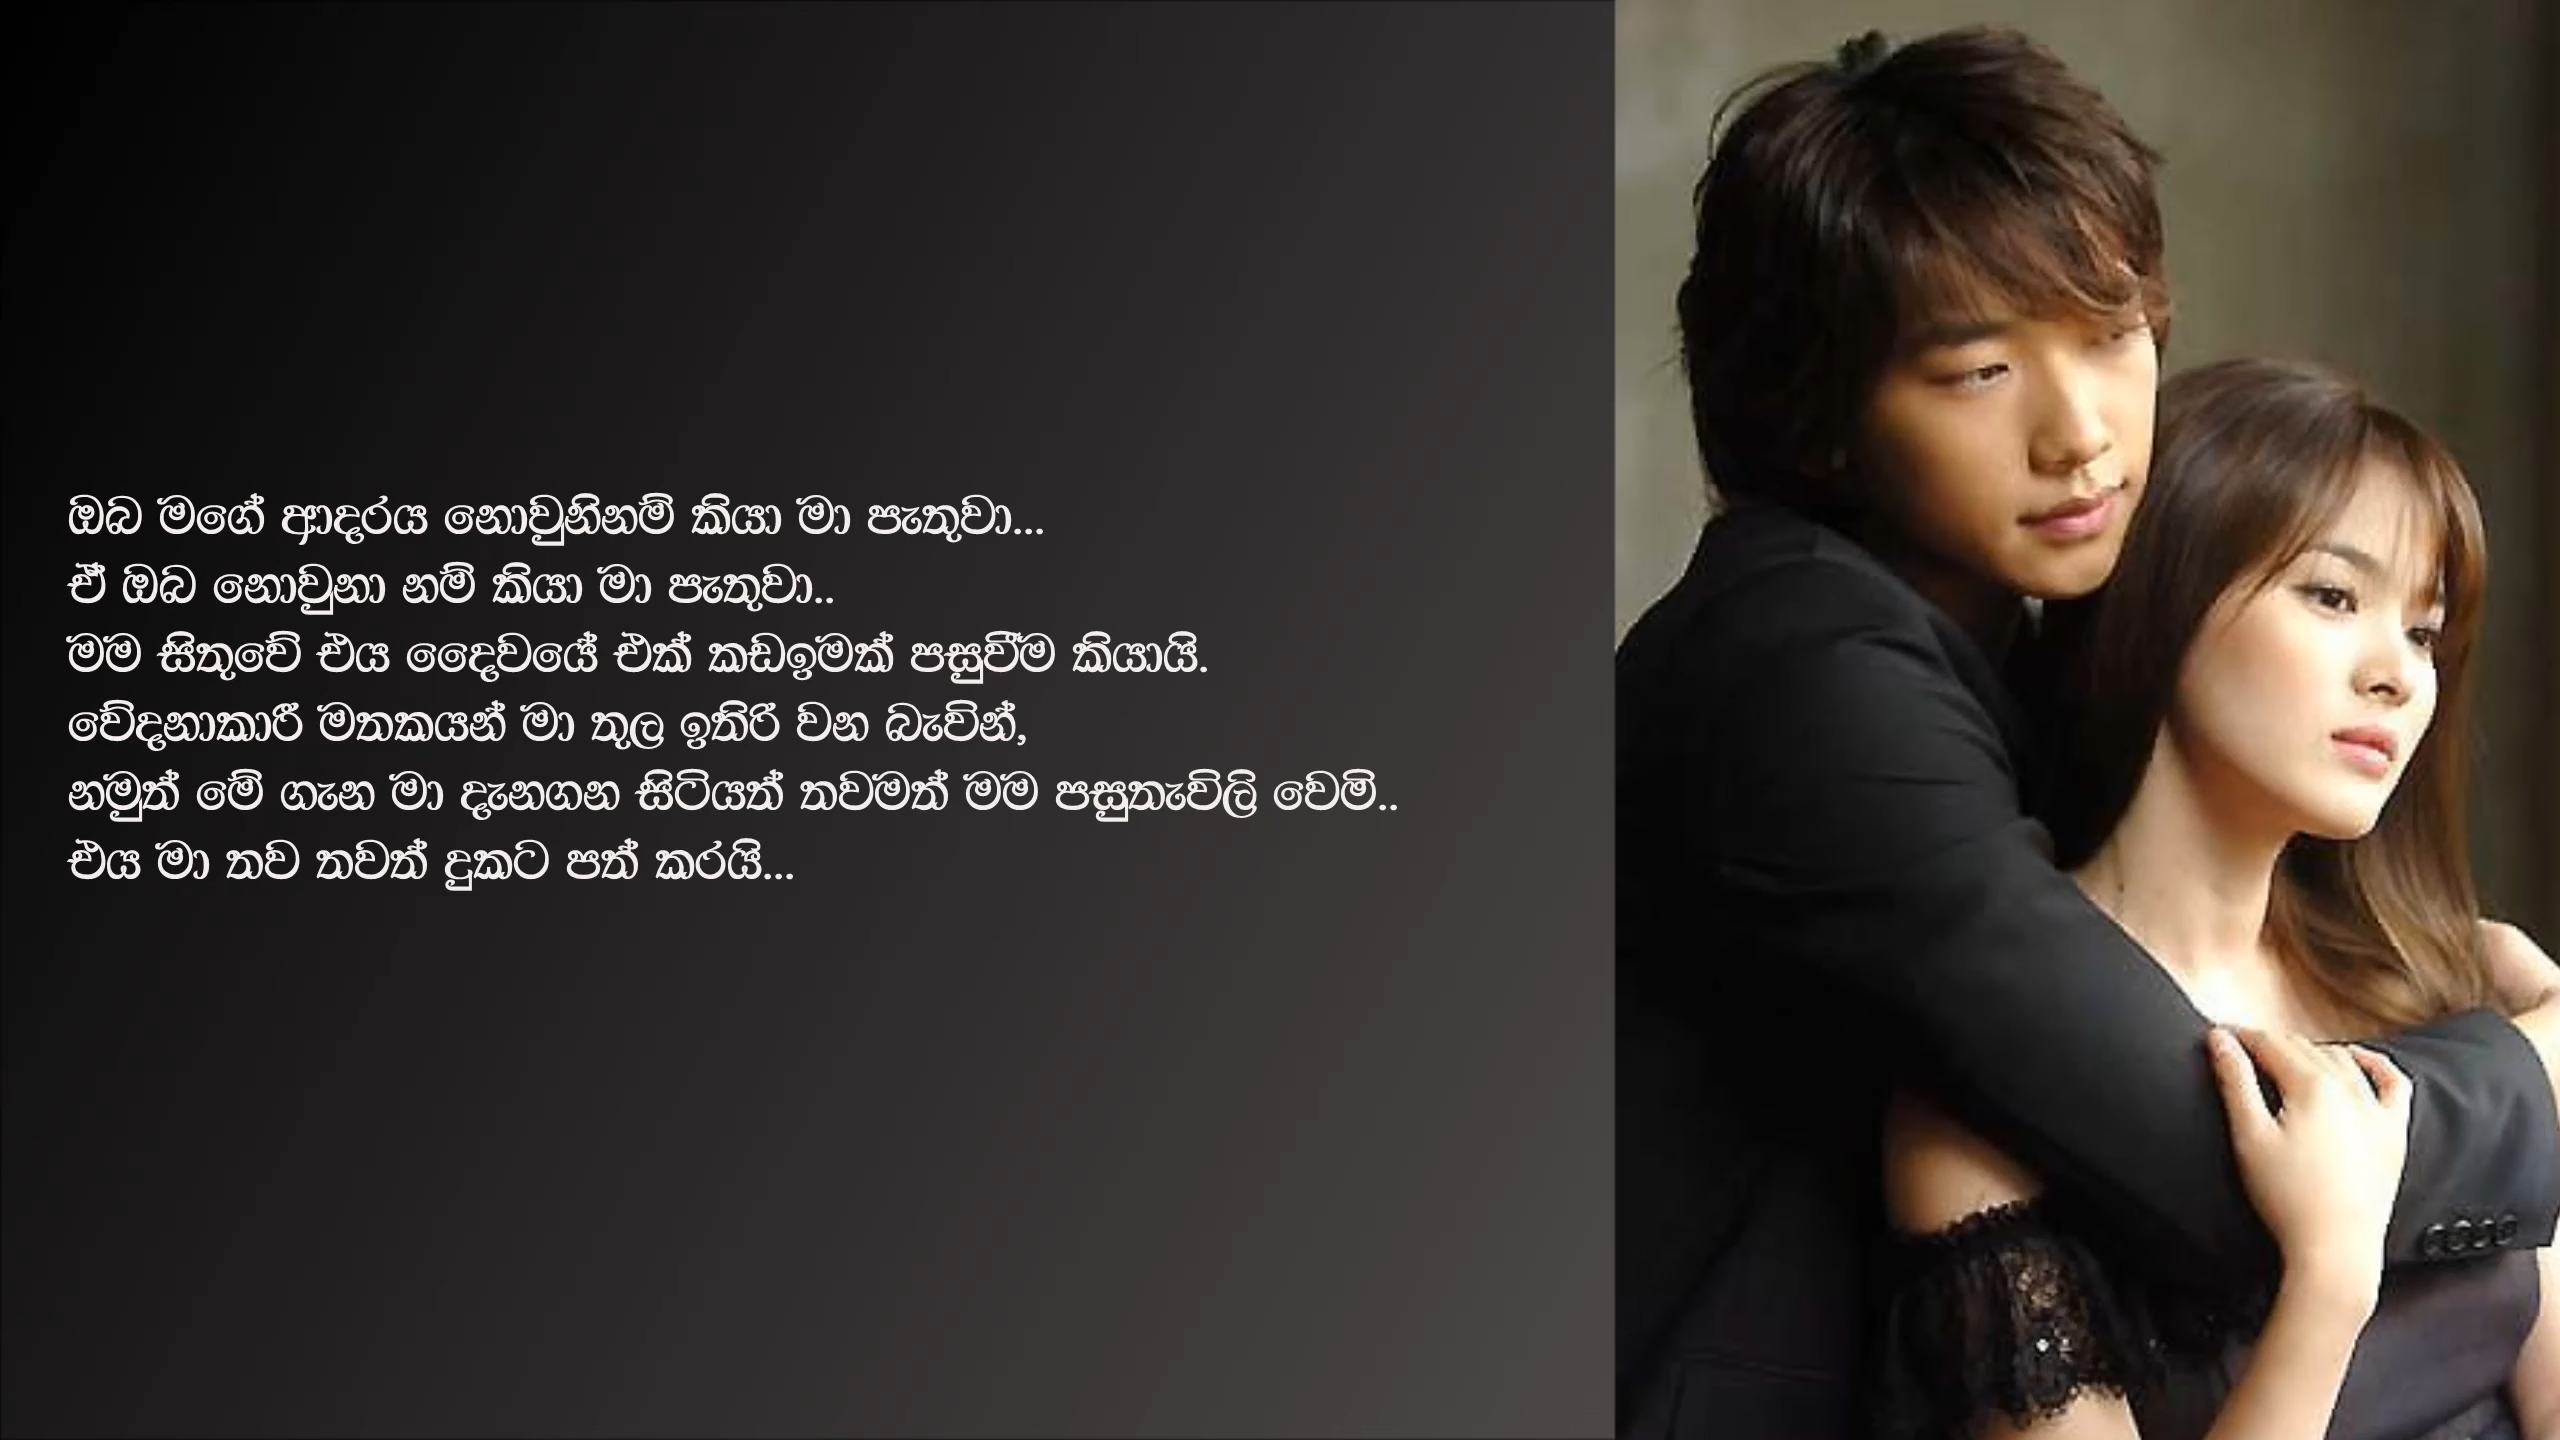 ඔබ මගේ ආදරය නොවුනිනම් කියා මා පැතුවා...
ඒ ඔබ නොවුනා නම් කියා මා පැතුවා..
මම සිතුවේ එය දෛවයේ එක් කඩඉමක් පසුවීම කියායි.
වේදනාකාරී මතකයන් මා තුල ඉතිරි වන බැවින්,
නමුත් මේ ගැන මා දැනගන සිටියත් තවමත් මම පසුතැවිලි වෙමි..
එය මා තව තවත් දුකට පත් කරයි...